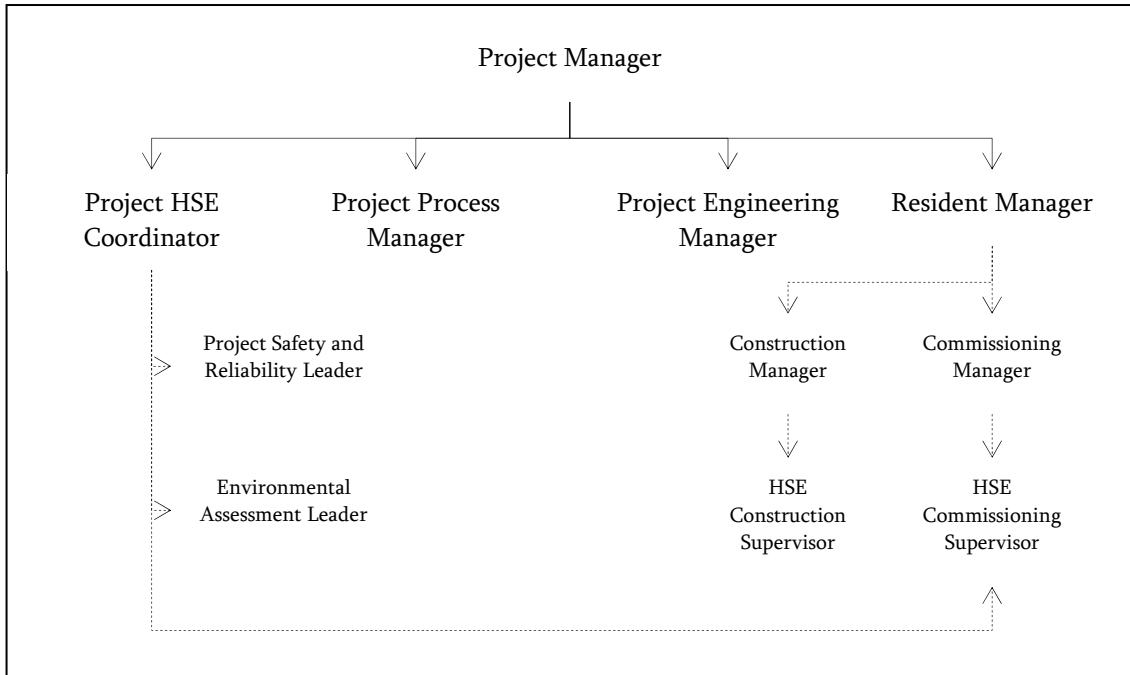 Project Manager
Project HSE
Coordinator
Project Process
Manager
Project Engineering
Manager
Resident Manager
Project Safety and
Reliability Leader
Construction
Manager
Commissioning
Manager
Environmental
Assessment Leader
HSE
Construction
Supervisor
HSE
Commissioning
Supervisor